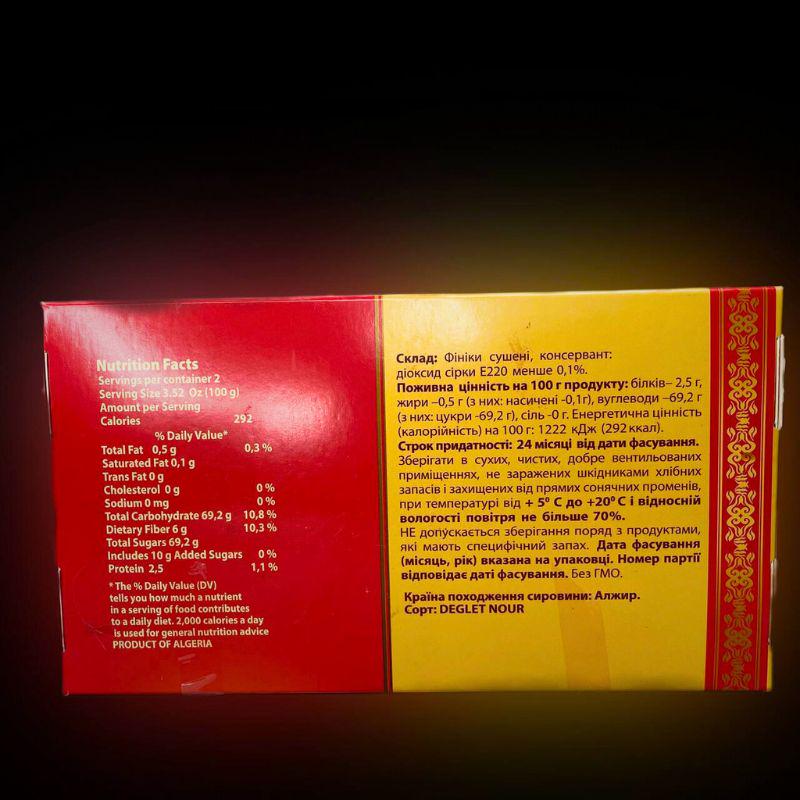 Nutrition Facts
Servings per container 2
Serving Size 3.52 Oz (100 g)
Amount per Serving
Calories 292
% Daily Value*
Total Fat 0,5 g 0,3 %
Saturated Fat 0,1 g
Trans Fat 0 g
Cholesterol 0 g 0 %
Sodium 0 mg 0 %
Total Carbohydrate 69,2 g 10,8 %
Dietary Fiber 6 g 10,3 %
Total Sugars 69,2 g
Includes 10 g Added Sugars 0 %
Protein 2,5 1,1 %
* The % Daily Value (DV)
tells you how much a nutrient
in a serving of food contributes
to a daily diet. 2,000 calories a day
is used for general nutrition advice
PRODUCT OF ALGERIA
Склад: Фініки сушені, консервант:
діоксид сірки Е220 менше 0,1%.
Поживна цінність на 100 г продукту: білків– 2,5 г,
жири –0,5 г (з них: насичені -0,1г), вуглеводи –69,2 г
(з них: цукри -69,2 г), сіль -0 г. Енергетична цінність
(калорійність) на 100 г: 1222 кДж (292 ккал).
Строк придатності: 24 місяці від дати фасування.
Зберігати в сухих, чистих, добре вентильованих
приміщеннях, не заражених шкідниками хлібних
запасів і захищених від прямих сонячних променів,
при температурі від + 5⁰ С до +20⁰ С і відносній
вологості повітря не більше 70%.
НЕ допускається зберігання поряд з продуктами,
які мають специфічний запах. Дата фасування
(місяць, рік) вказана на упаковці. Номер партії
відповідає даті фасування. Без ГМО.
Країна походження сировини: Алжир.
Сорт: DEGLET NOUR